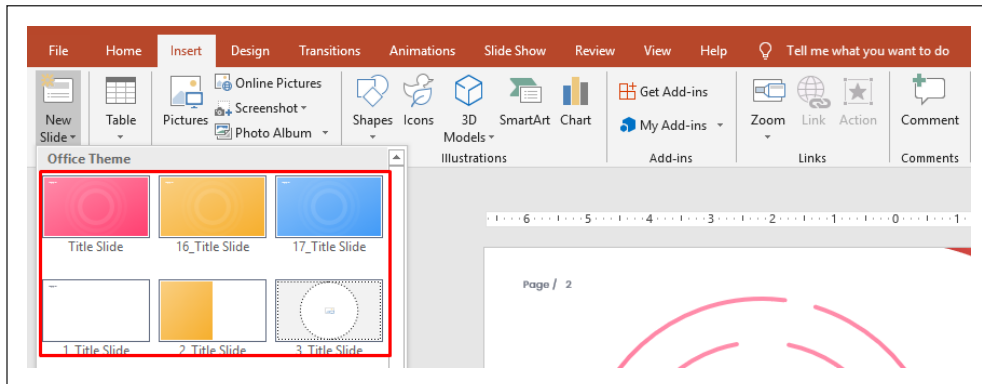 File Home Insert Design Transitions Animations Slide Show Review View Help Tell me what you want to do
New Slide
Table
Pictures
Online Pictures
Screenshot
Photo Album
Shapes
Icons
3D Models
SmartArt
Chart
Get Add-ins
My Add-ins
Zoom
Link
Action
Comment
Illustrations Add-ins Links Comments
Office Theme
Title Slide 16_Title Slide 17_Title Slide
1_Title Slide 2_Title Slide 3_Title Slide
6 5 4 3 2 1 0 1
Page / 2